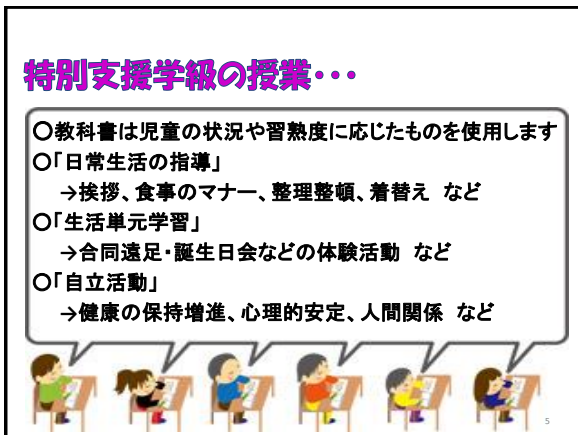 特別支援学級の授業・・・
〇教科書は児童の状況や習熟度に応じたものを使用します
〇「日常生活の指導」
→挨拶、食事のマナー、整理整頓、着替え など
〇「生活単元学習」
→合同遠足・誕生日会などの体験活動 など
〇「自立活動」
→健康の保持増進、心理的安定、人間関係 など
5